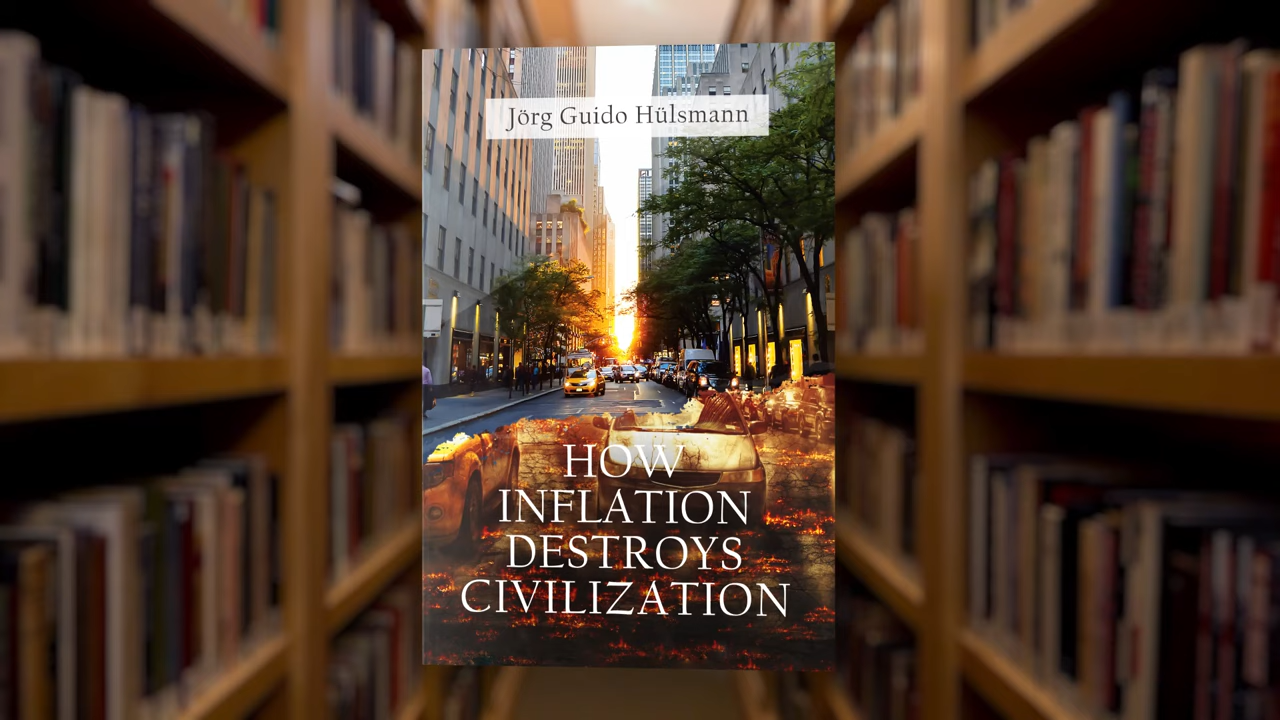 Jörg Guido Hülsmann
HOW
INFLATION
DESTROYS
CIVILIZATION